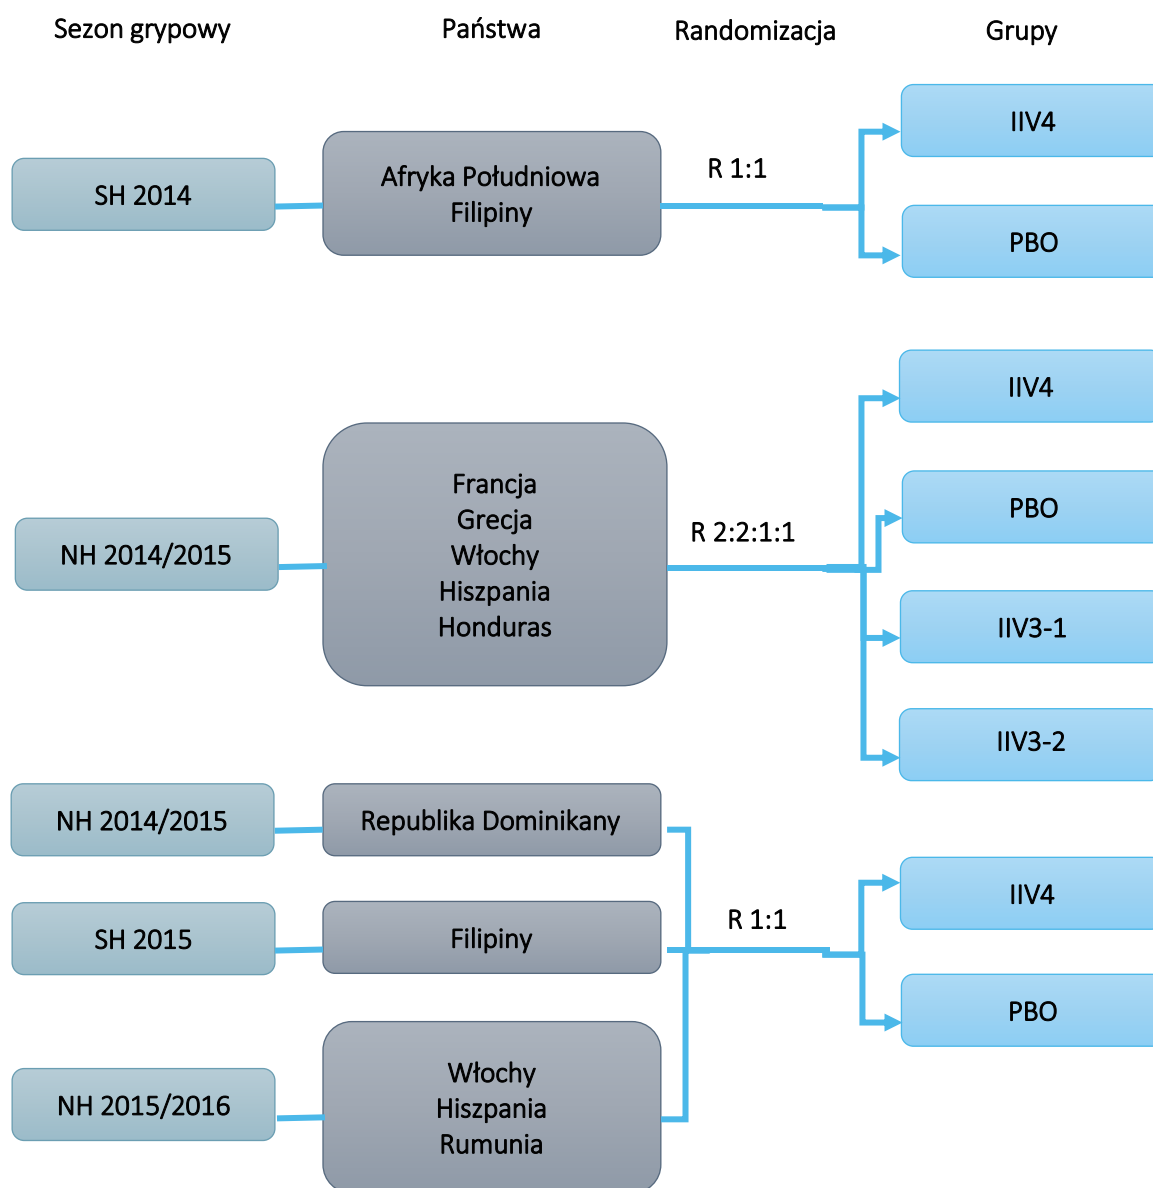 Sezon grypowy
Państwa
Randomizacja
Grupy
SH 2014
Afryka Południowa
Filipiny
R 1:1
IIV4
PBO
NH 2014/2015
Francja
Grecja
Włochy
Hiszpania
Honduras
R 2:2:1:1
IIV4
PBO
IIV3-1
IIV3-2
NH 2014/2015
Republika Dominikany
SH 2015
Filipiny
NH 2015/2016
Włochy
Hiszpania
Rumunia
R 1:1
IIV4
PBO